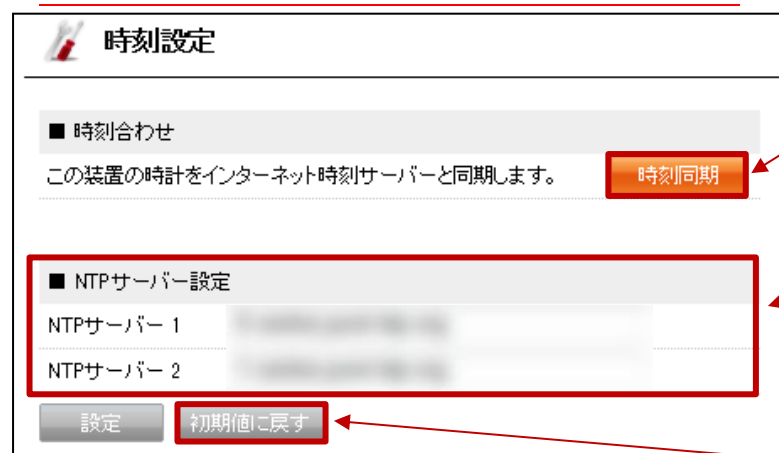 時刻設定
■ 時刻合わせ
この装置の時計をインターネット時刻サーバーと同期します。 時刻同期
■ NTPサーバー設定
NTPサーバー 1
NTPサーバー 2
設定 初期値に戻す